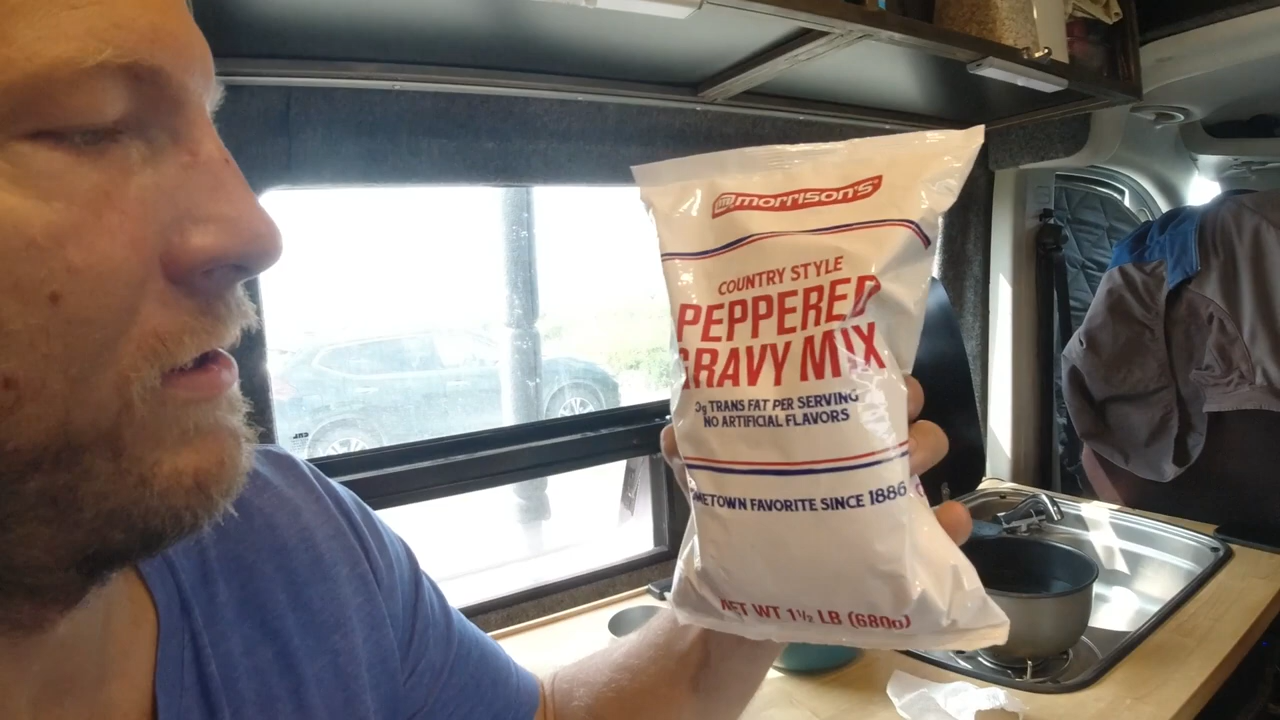 morrison's
COUNTRY STYLE
PEPPERED
GRAVY MIX
0g TRANS FAT PER SERVING
NO ARTIFICIAL FLAVORS
HOMETOWN FAVORITE SINCE 1886
NET WT 1½ LB (680g)